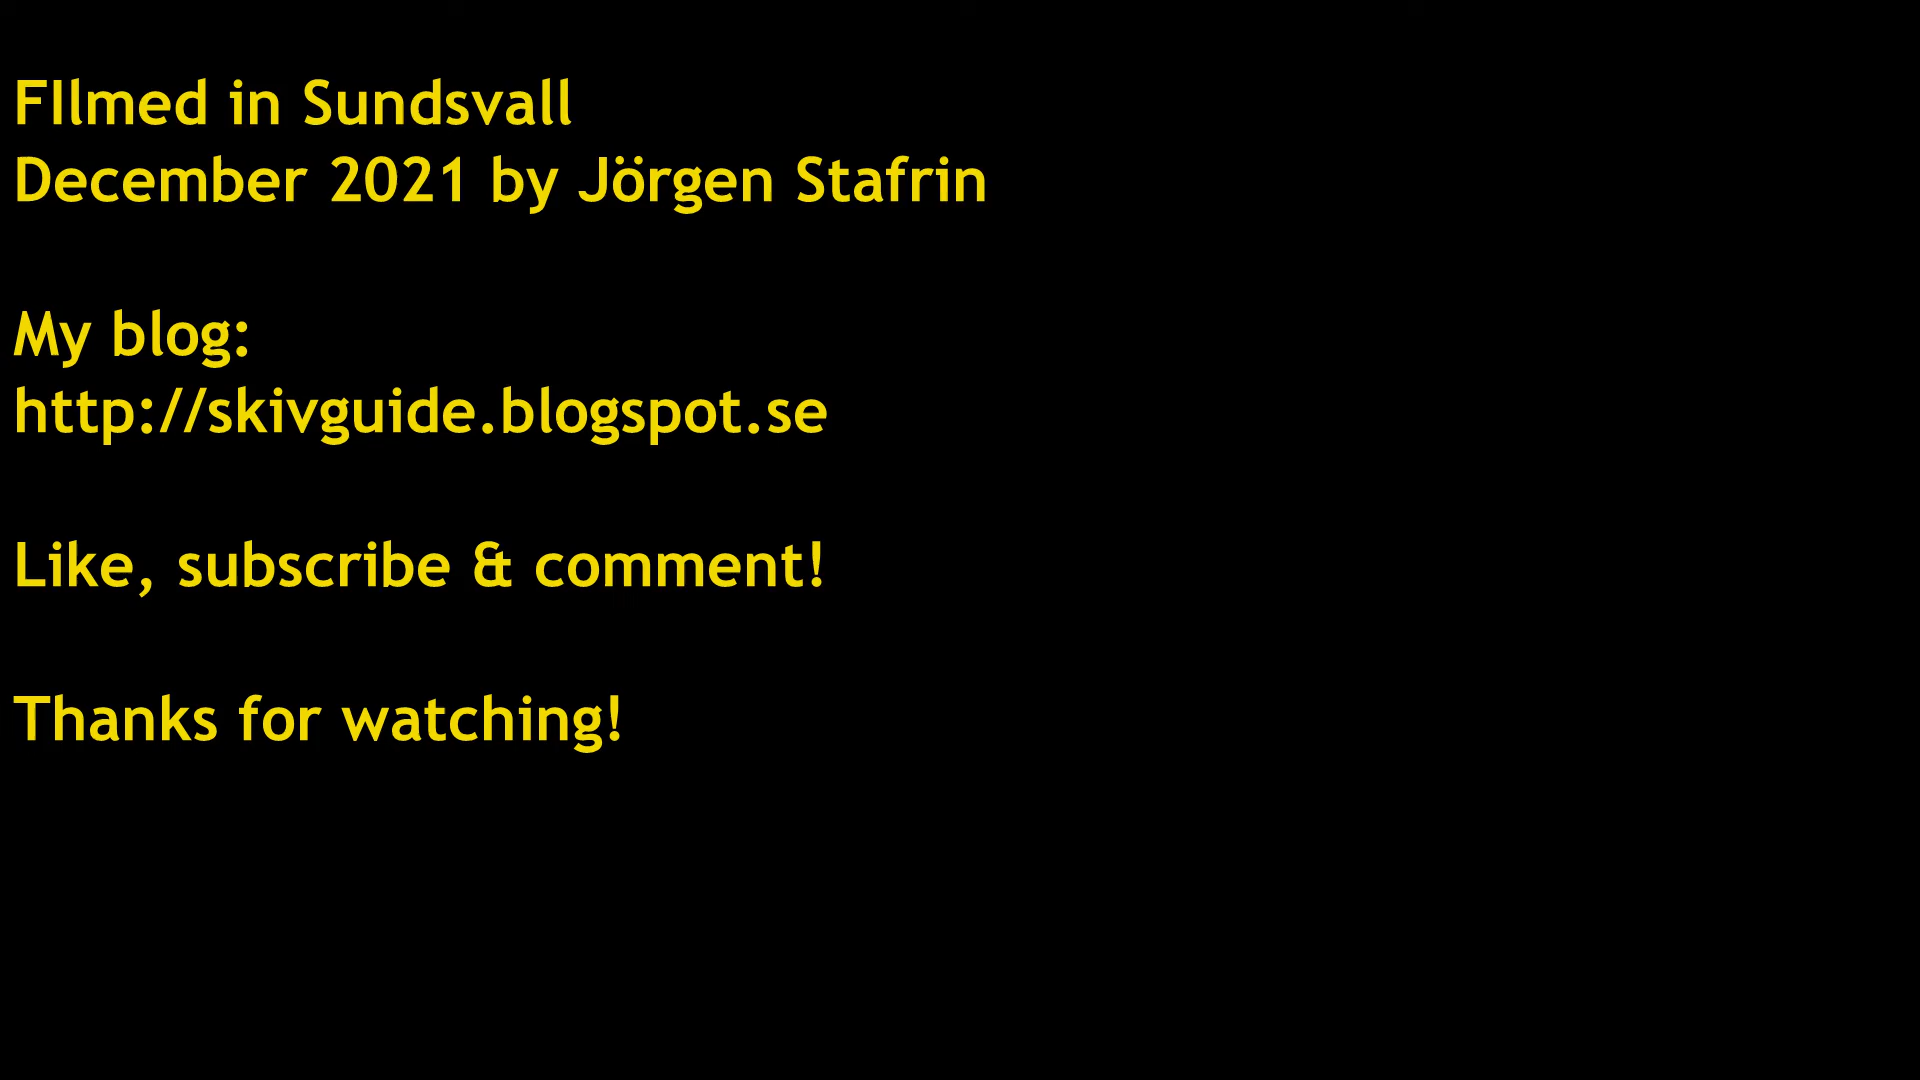 FIlmed in Sundsvall
December 2021 by Jörgen Stafrin
My blog:
http://skivguide.blogspot.se
Like, subscribe & comment!
Thanks for watching!